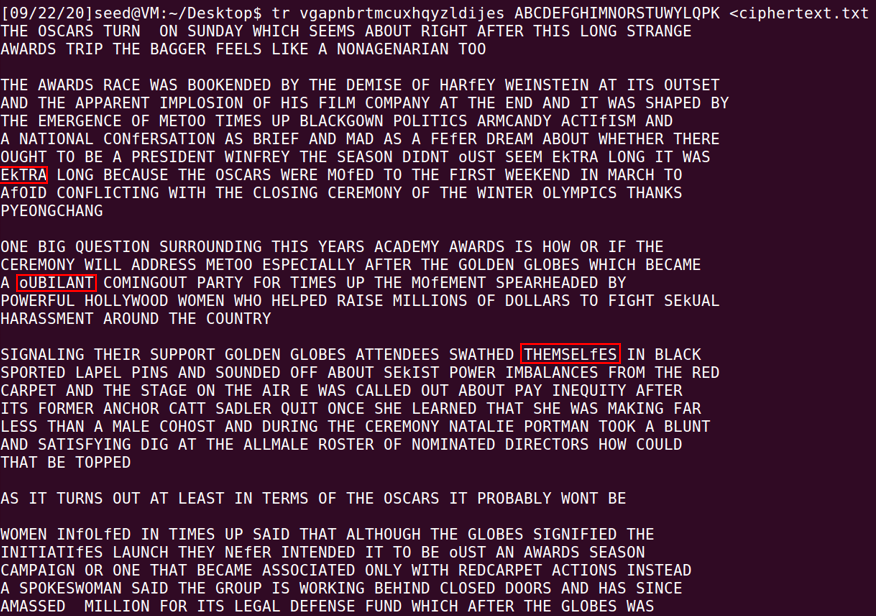 [09/22/20]seed@VM:~/Desktop$ tr vgapnbrtmcuxhqyzldijes ABCDEFGHIMNORSTUWYLQPK <ciphertext.txt
THE OSCARS TURN  ON SUNDAY WHICH SEEMS ABOUT RIGHT AFTER THIS LONG STRANGE
AWARDS TRIP THE BAGGER FEELS LIKE A NONAGENARIAN TOO

THE AWARDS RACE WAS BOOKENDED BY THE DEMISE OF HARfEY WEINSTEIN AT ITS OUTSET
AND THE APPARENT IMPLOSION OF HIS FILM COMPANY AT THE END AND IT WAS SHAPED BY
THE EMERGENCE OF METOO TIMES UP BLACKGOWN POLITICS ARMCANDY ACTIfISM AND
A NATIONAL CONfERSATION AS BRIEF AND MAD AS A FEfER DREAM ABOUT WHETHER THERE
OUGHT TO BE A PRESIDENT WINFREY THE SEASON DIDNT oUST SEEM EkTRA LONG IT WAS
EkTRA LONG BECAUSE THE OSCARS WERE MOfED TO THE FIRST WEEKEND IN MARCH TO
AfOID CONFLICTING WITH THE CLOSING CEREMONY OF THE WINTER OLYMPICS THANKS
PYEONGCHANG

ONE BIG QUESTION SURROUNDING THIS YEARS ACADEMY AWARDS IS HOW OR IF THE
CEREMONY WILL ADDRESS METOO ESPECIALLY AFTER THE GOLDEN GLOBES WHICH BECAME
A oUBILANT COMINGOUT PARTY FOR TIMES UP THE MOfEMENT SPEARHEADED BY
POWERFUL HOLLYWOOD WOMEN WHO HELPED RAISE MILLIONS OF DOLLARS TO FIGHT SEkUAL
HARASSMENT AROUND THE COUNTRY

SIGNALING THEIR SUPPORT GOLDEN GLOBES ATTENDEES SWATHED THEMSELfES IN BLACK
SPORTED LAPEL PINS AND SOUNDED OFF ABOUT SEkIST POWER IMBALANCES FROM THE RED
CARPET AND THE STAGE ON THE AIR E WAS CALLED OUT ABOUT PAY INEQUITY AFTER
ITS FORMER ANCHOR CATT SADLER QUIT ONCE SHE LEARNED THAT SHE WAS MAKING FAR
LESS THAN A MALE COHOST AND DURING THE CEREMONY NATALIE PORTMAN TOOK A BLUNT
AND SATISFYING DIG AT THE ALLMALE ROSTER OF NOMINATED DIRECTORS HOW COULD
THAT BE TOPPED

AS IT TURNS OUT AT LEAST IN TERMS OF THE OSCARS IT PROBABLY WONT BE

WOMEN INfOLfED IN TIMES UP SAID THAT ALTHOUGH THE GLOBES SIGNIFIED THE
INITIATIfES LAUNCH THEY NEfER INTENDED IT TO BE oUST AN AWARDS SEASON
CAMPAIGN OR ONE THAT BECAME ASSOCIATED ONLY WITH REDCARPET ACTIONS INSTEAD
A SPOKESWOMAN SAID THE GROUP IS WORKING BEHIND CLOSED DOORS AND HAS SINCE
AMASSED  MILLION FOR ITS LEGAL DEFENSE FUND WHICH AFTER THE GLOBES WAS